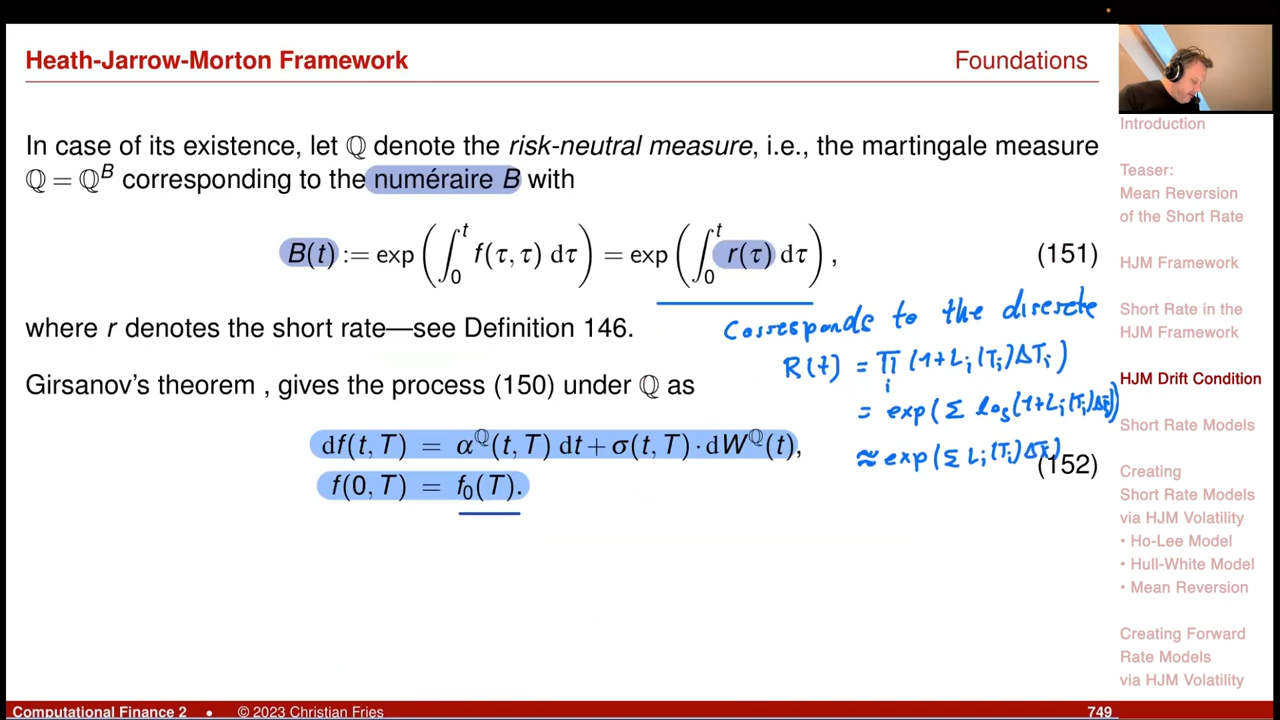 Heath-Jarrow-Morton Framework
Foundations
In case of its existence, let ℚ denote the risk-neutral measure, i.e., the martingale measure
ℚ = ℚ^B corresponding to the numéraire B with
B(t) := exp(∫_0^t f(τ,τ) dτ) = exp(∫_0^t r(τ) dτ), (151)
where r denotes the short rate—see Definition 146.
Corresponds to the discrete
R(t) = Π_i (1+L_i(T_i)ΔT_i)
= exp(Σ log(1+L_i(T_i)ΔT_i))
≈ exp(Σ L_i(T_i)ΔT_i)
Girsanov's theorem , gives the process (150) under ℚ as
df(t,T) = α^ℚ(t,T) dt + σ(t,T) · dW^ℚ(t),
f(0,T) = f_0(T).
(152)
Introduction
Teaser:
Mean Reversion
of the Short Rate
HJM Framework
Short Rate in the
HJM Framework
HJM Drift Condition
Short Rate Models
Creating
Short Rate Models
via HJM Volatility
• Ho-Lee Model
• Hull-White Model
• Mean Reversion
Creating Forward
Rate Models
via HJM Volatility
Computational Finance 2 • © 2023 Christian Fries
749